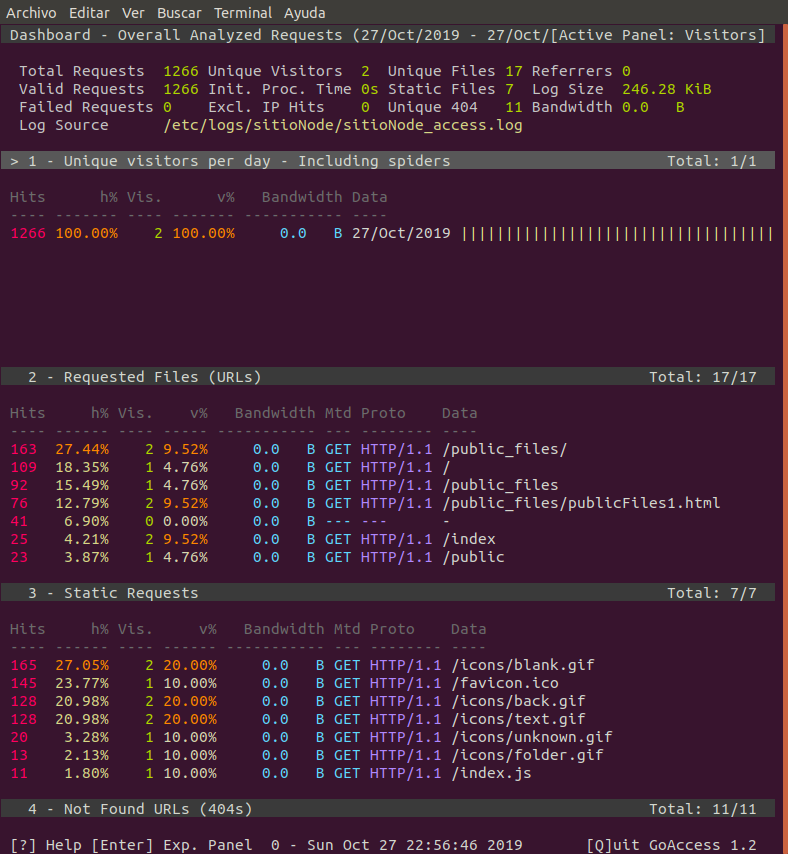 Archivo Editar Ver Buscar Terminal Ayuda
Dashboard - Overall Analyzed Requests (27/Oct/2019 - 27/Oct/[Active Panel: Visitors]
Total Requests 1266 Unique Visitors 2 Unique Files 17 Referrers 0
Valid Requests 1266 Init. Proc. Time 0s Static Files 7 Log Size 246.28 KiB
Failed Requests 0 Excl. IP Hits 0 Unique 404 11 Bandwidth 0.0 B
Log Source /etc/logs/sitioNode/sitioNode_access.log
> 1 - Unique visitors per day - Including spiders Total: 1/1
Hits h% Vis. v% Bandwidth Data
---- ------- ---- ------- ----------- ----
1266 100.00% 2 100.00% 0.0 B 27/Oct/2019 |||||||||||||||||||||||||||||||||||
2 - Requested Files (URLs) Total: 17/17
Hits h% Vis. v% Bandwidth Mtd Proto Data
---- ------ ---- ----- ----------- --- -------- ----
163 27.44% 2 9.52% 0.0 B GET HTTP/1.1 /public_files/
109 18.35% 1 4.76% 0.0 B GET HTTP/1.1 /
92 15.49% 1 4.76% 0.0 B GET HTTP/1.1 /public_files
76 12.79% 2 9.52% 0.0 B GET HTTP/1.1 /public_files/publicFiles1.html
41 6.90% 0 0.00% 0.0 B --- --- -
25 4.21% 2 9.52% 0.0 B GET HTTP/1.1 /index
23 3.87% 1 4.76% 0.0 B GET HTTP/1.1 /public
3 - Static Requests Total: 7/7
Hits h% Vis. v% Bandwidth Mtd Proto Data
---- ------ ---- ------ ----------- --- -------- ----
165 27.05% 2 20.00% 0.0 B GET HTTP/1.1 /icons/blank.gif
145 23.77% 1 10.00% 0.0 B GET HTTP/1.1 /favicon.ico
128 20.98% 2 20.00% 0.0 B GET HTTP/1.1 /icons/back.gif
128 20.98% 2 20.00% 0.0 B GET HTTP/1.1 /icons/text.gif
20 3.28% 1 10.00% 0.0 B GET HTTP/1.1 /icons/unknown.gif
13 2.13% 1 10.00% 0.0 B GET HTTP/1.1 /icons/folder.gif
11 1.80% 1 10.00% 0.0 B GET HTTP/1.1 /index.js
4 - Not Found URLs (404s) Total: 11/11
[?] Help [Enter] Exp. Panel 0 - Sun Oct 27 22:56:46 2019 [Q]uit GoAccess 1.2